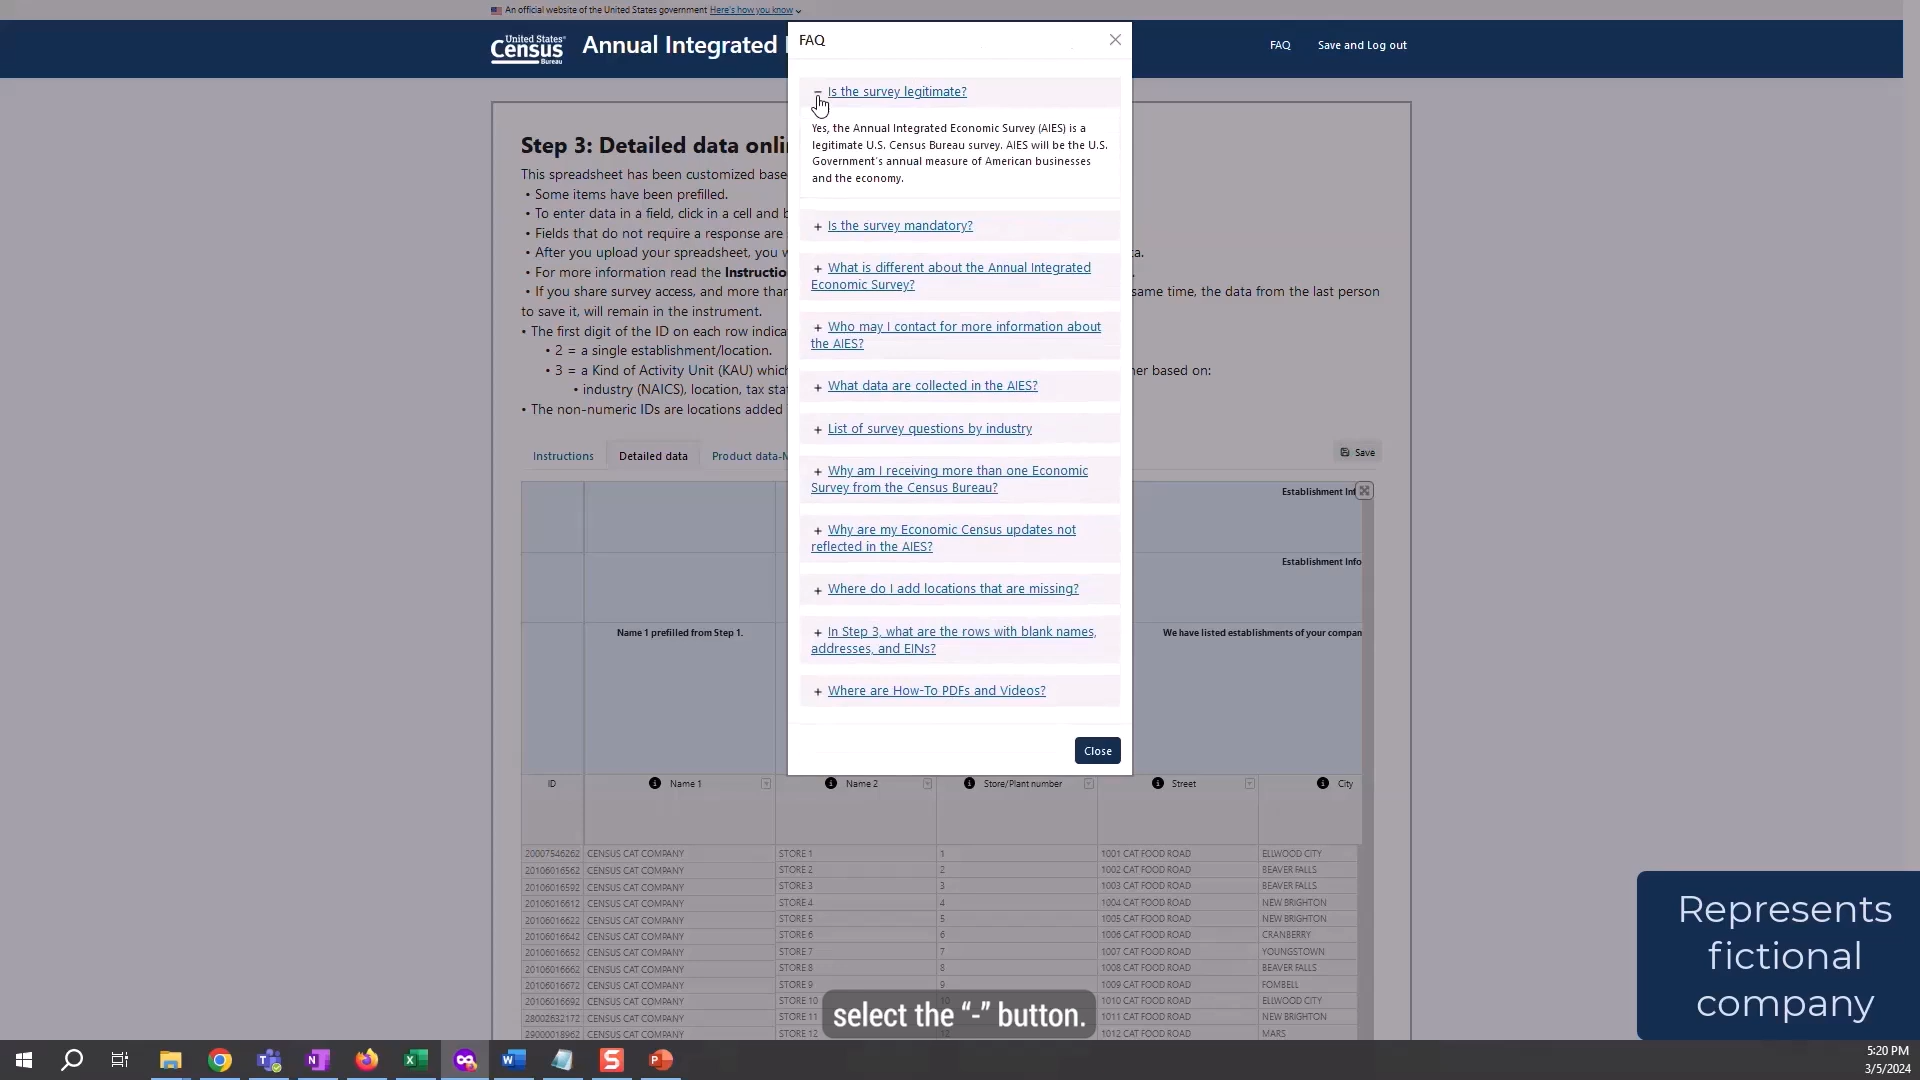 An official website of the United States government Here's how you know
United States®
Census
Bureau
Annual Integrated
FAQ
Save and Log out
FAQ
− Is the survey legitimate?
Yes, the Annual Integrated Economic Survey (AIES) is a
legitimate U.S. Census Bureau survey. AIES will be the U.S.
Government's annual measure of American businesses
and the economy.
+ Is the survey mandatory?
+ What is different about the Annual Integrated
Economic Survey?
+ Who may I contact for more information about
the AIES?
+ What data are collected in the AIES?
+ List of survey questions by industry
+ Why am I receiving more than one Economic
Survey from the Census Bureau?
+ Why are my Economic Census updates not
reflected in the AIES?
+ Where do I add locations that are missing?
+ In Step 3, what are the rows with blank names,
addresses, and EINs?
+ Where are How-To PDFs and Videos?
Close
Step 3: Detailed data
This spreadsheet has been customized
• Some items have been prefilled.
• To enter data in a field, click in a cell and
• Fields that do not require a response are
• After you upload your spreadsheet, you
• For more information read the
• If you share survey access, and more than same time, the data from the last person
to save it, will remain in the instrument.
• The first digit of the ID on each row
• 2 = a single establishment/location.
• 3 = a Kind of Activity Unit (KAU) based on:
• industry (NAICS), location, tax
• The non-numeric IDs are locations added
Instructions Detailed data Product Save
Establishment
Establishment Info
Name 1 prefilled from Step 1. We have listed establishments of your
ID Name 1 Name 2 Store/Plant number Street City
20007546262 CENSUS CAT COMPANY STORE 1 1 1001 CAT FOOD ROAD ELLWOOD CITY
20106016562 CENSUS CAT COMPANY STORE 2 2 1002 CAT FOOD ROAD BEAVER FALLS
20106016592 CENSUS CAT COMPANY STORE 3 3 1003 CAT FOOD ROAD BEAVER FALLS
20106016612 CENSUS CAT COMPANY STORE 4 4 1004 CAT FOOD ROAD NEW BRIGHTON
20106016622 CENSUS CAT COMPANY STORE 5 5 1005 CAT FOOD ROAD NEW BRIGHTON
20106016642 CENSUS CAT COMPANY STORE 6 6 1006 CAT FOOD ROAD CRANBERRY
20106016652 CENSUS CAT COMPANY STORE 7 7 1007 CAT FOOD ROAD YOUNGSTOWN
20106016662 CENSUS CAT COMPANY STORE 8 8 1008 CAT FOOD ROAD BEAVER FALLS
20106016672 CENSUS CAT COMPANY STORE 9 9 1009 CAT FOOD ROAD FOMBELL
20106016692 CENSUS CAT COMPANY STORE 10 10 1010 CAT FOOD ROAD ELLWOOD CITY
28002632172 CENSUS CAT COMPANY STORE 11 1011 CAT FOOD ROAD NEW BRIGHTON
29000018962 CENSUS CAT COMPANY STORE 12 12 1012 CAT FOOD ROAD MARS
select the “-” button.
Represents
fictional
company
5:20 PM
3/5/2024